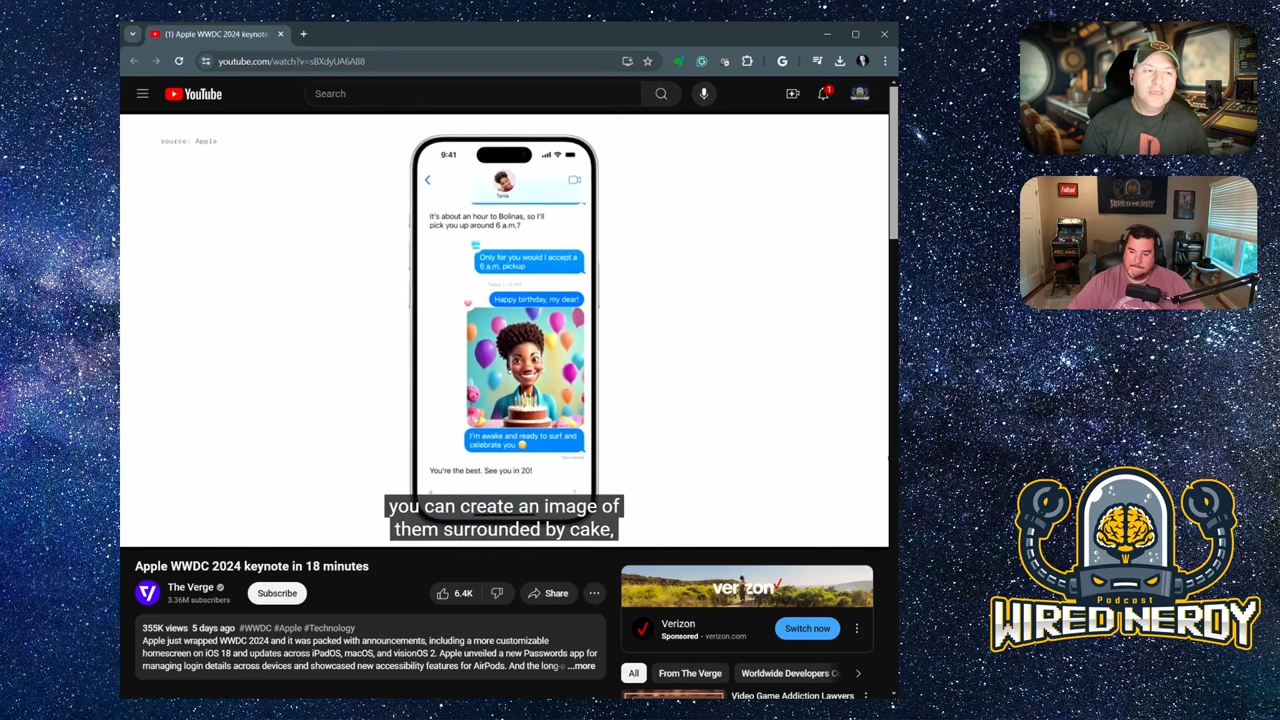 (1) Apple WWDC 2024 keynote
youtube.com/watch?v=sBXdyUA6A88
YouTube
Search
1
source: Apple
9:41
Tania
It's about an hour to Bolinas, so I'll
pick you up around 6 a.m.?
Only for you would I accept a
6 a.m. pickup
Happy birthday, my dear!
I'm awake and ready to surf and
celebrate you
Delivered
You're the best. See you in 20!
you can create an image of
them surrounded by cake,
Apple WWDC 2024 keynote in 18 minutes
The Verge
3.36M subscribers
Subscribe
6.4K
Share
355K views 5 days ago #WWDC #Apple #Technology
Apple just wrapped WWDC 2024 and it was packed with announcements, including a more customizable
homescreen on iOS 18 and updates across iPadOS, macOS, and visionOS 2. Apple unveiled a new Passwords app for
managing login details across devices and showcased new accessibility features for AirPods. And the long-a ...more
verizon
Verizon
Sponsored · verizon.com
Switch now
All
From The Verge
Worldwide Developers Co
Video Game Addiction Lawyers
Fallout
WIRED NERDY
ARCADE
Podcast
WIRED NERDY